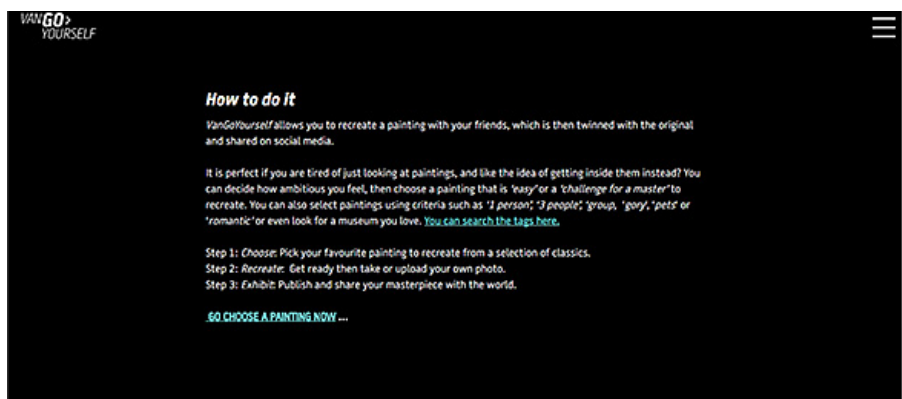 VAN GO>
YOURSELF
How to do it
VanGoYourself allows you to recreate a painting with your friends, which is then twinned with the original
and shared on social media.
It is perfect if you are tired of just looking at paintings, and like the idea of getting inside them instead? You
can decide how ambitious you feel, then choose a painting that is 'easy' or a 'challenge for a master' to
recreate. You can also select paintings using criteria such as '1 person', '3 people', 'group, 'gory', 'pets' or
'romantic' or even look for a museum you love. You can search the tags here.
Step 1: Choose: Pick your favourite painting to recreate from a selection of classics.
Step 2: Recreate: Get ready then take or upload your own photo.
Step 3: Exhibit: Publish and share your masterpiece with the world.
GO CHOOSE A PAINTING NOW ...